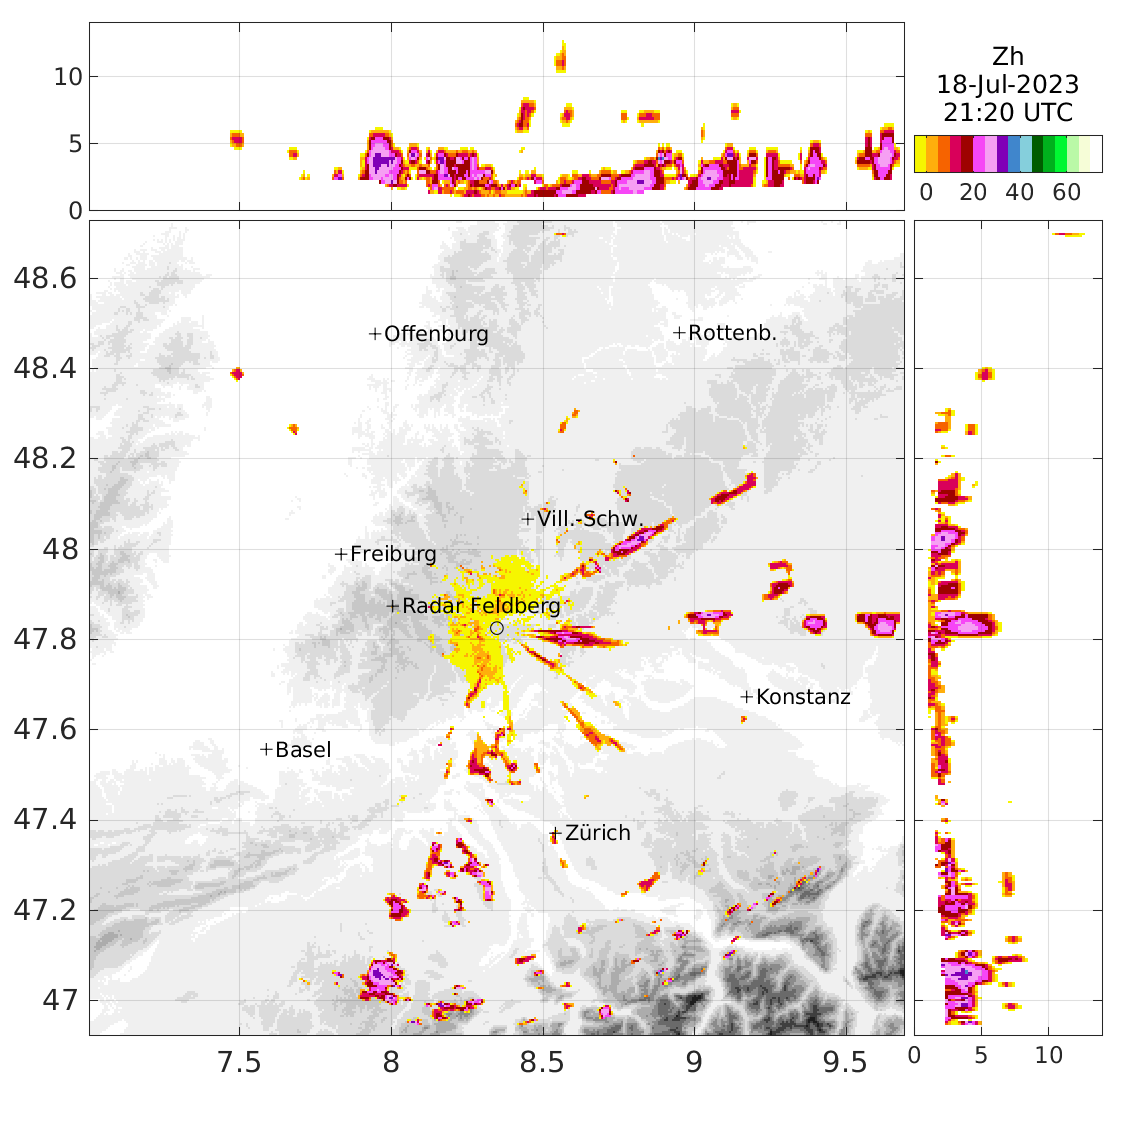 Zh
18-Jul-2023
21:20 UTC
10
5
0
0 20 40 60
48.6
48.4
48.2
48
47.8
47.6
47.4
47.2
47
+Offenburg
+Rottenb.
+Vill.-Schw.
+Freiburg
+Radar Feldberg
+Konstanz
+Basel
+Zürich
7.5 8 8.5 9 9.5
0 5 10